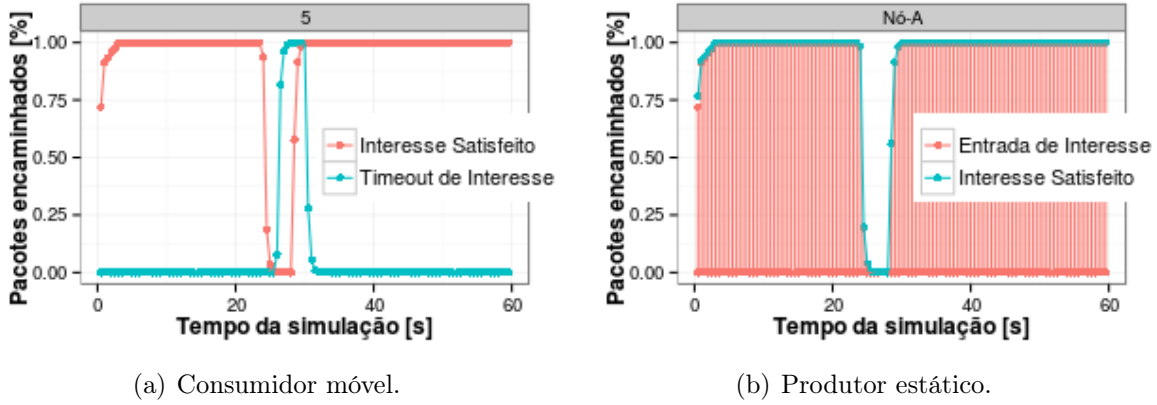 5
Pacotes encaminhados [%]
1.00
0.75
0.50
0.25
0.00
Interesse Satisfeito
Timeout de Interesse
0 20 40 60
Tempo da simulação [s]
(a) Consumidor móvel.
Nó-A
Pacotes encaminhados [%]
1.00
0.75
0.50
0.25
0.00
Entrada de Interesse
Interesse Satisfeito
0 20 40 60
Tempo da simulação [s]
(b) Produtor estático.